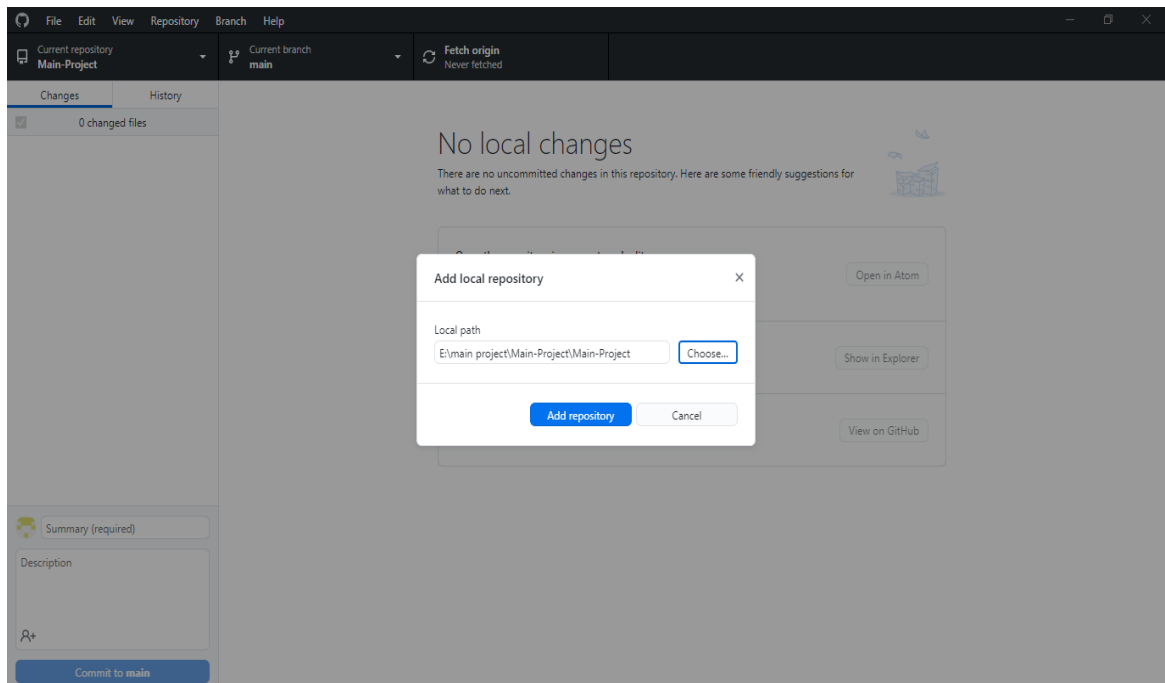 File Edit View Repository Branch Help
Current repository
Main-Project
Current branch
main
Fetch origin
Never fetched
Changes History
0 changed files
No local changes
There are no uncommitted changes in this repository. Here are some friendly suggestions for
what to do next.
Open in Atom
Show in Explorer
View on GitHub
Add local repository
Local path
E:\main project\Main-Project\Main-Project
Choose...
Add repository Cancel
Summary (required)
Description
Commit to main